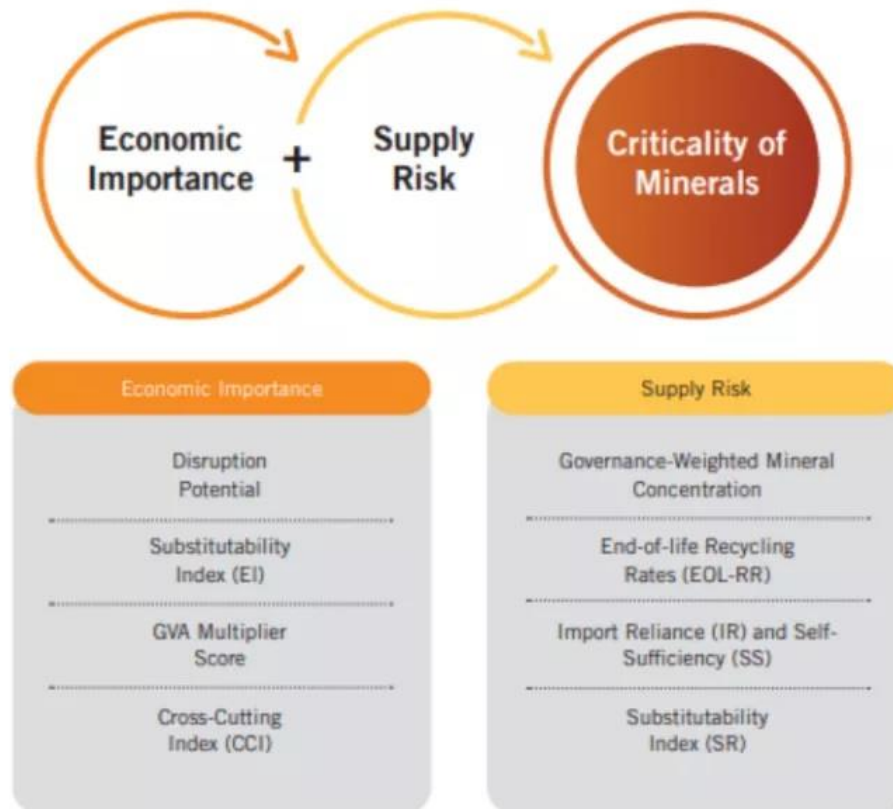 Economic
Importance
+
Supply
Risk
Criticality of
Minerals
Economic Importance
Disruption
Potential
Substitutability
Index (EI)
GVA Multiplier
Score
Cross-Cutting
Index (CCI)
Supply Risk
Governance-Weighted Mineral
Concentration
End-of-life Recycling
Rates (EOL-RR)
Import Reliance (IR) and Self-
Sufficiency (SS)
Substitutability
Index (SR)